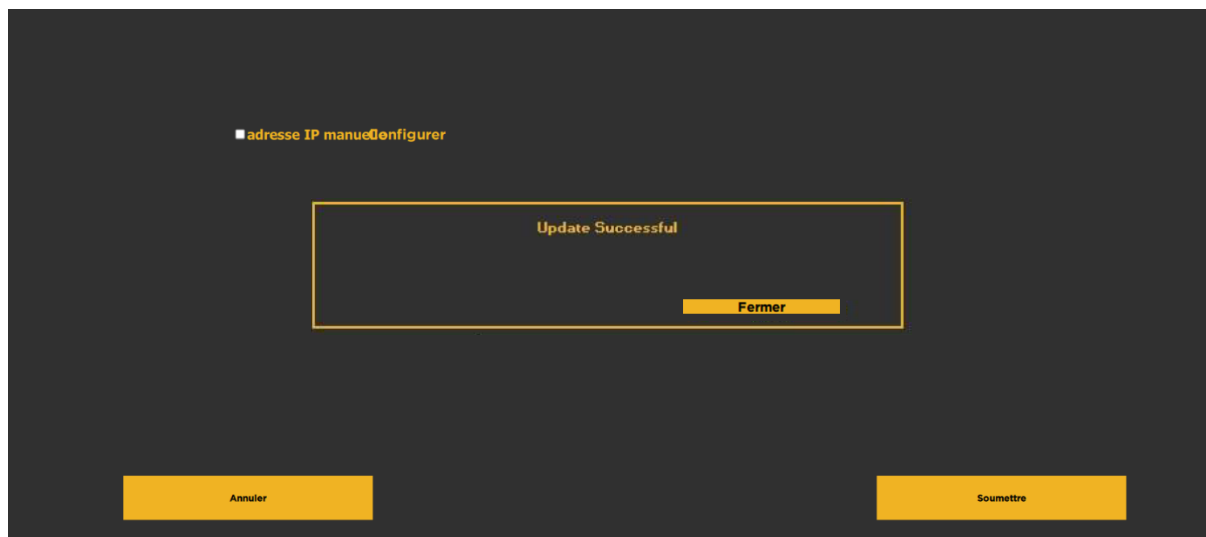 adresse IP manuelle
Configurer
Update Successful
Fermer
Annuler
Soumettre